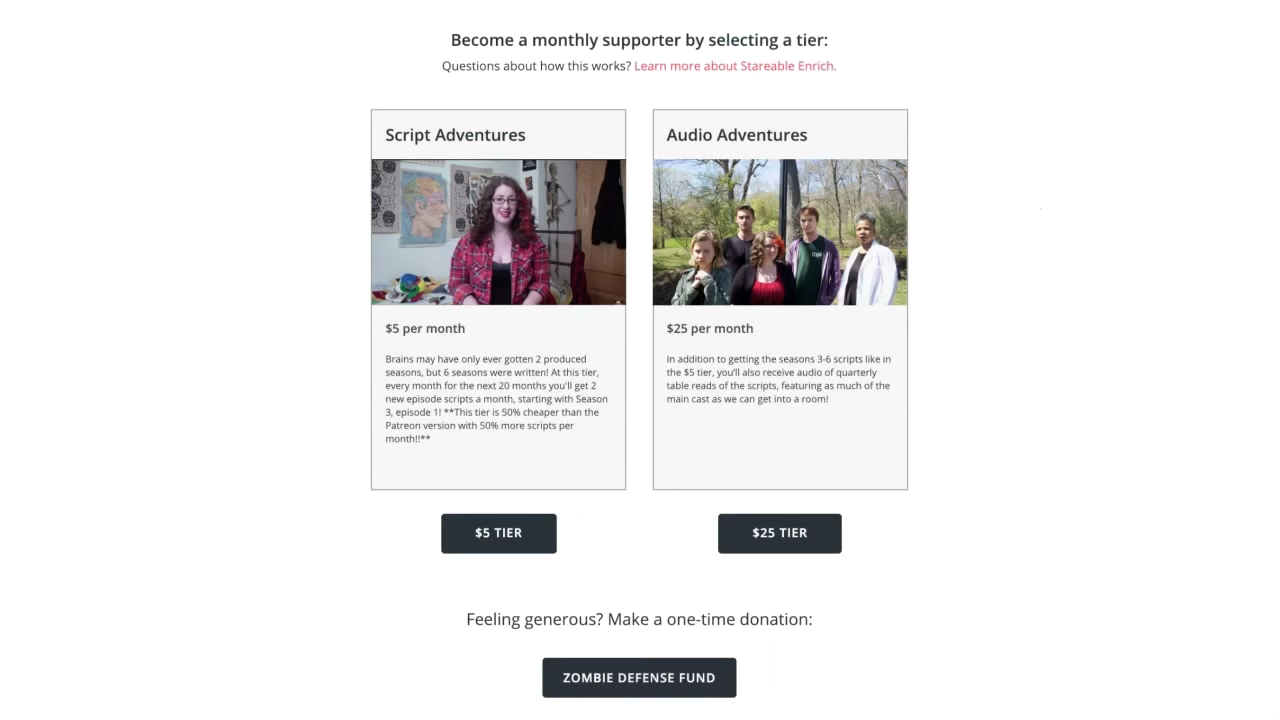 Become a monthly supporter by selecting a tier:
Questions about how this works? Learn more about Stareable Enrich.
Script Adventures
$5 per month
Brains may have only ever gotten 2 produced
seasons, but 6 seasons were written! At this tier,
every month for the next 20 months you'll get 2
new episode scripts a month, starting with Season
3, episode 1! **This tier is 50% cheaper than the
Patreon version with 50% more scripts per
month!!**
$5 TIER
Audio Adventures
$25 per month
In addition to getting the seasons 3-6 scripts like in
the $5 tier, you'll also receive audio of quarterly
table reads of the scripts, featuring as much of the
main cast as we can get into a room!
$25 TIER
Feeling generous? Make a one-time donation:
ZOMBIE DEFENSE FUND